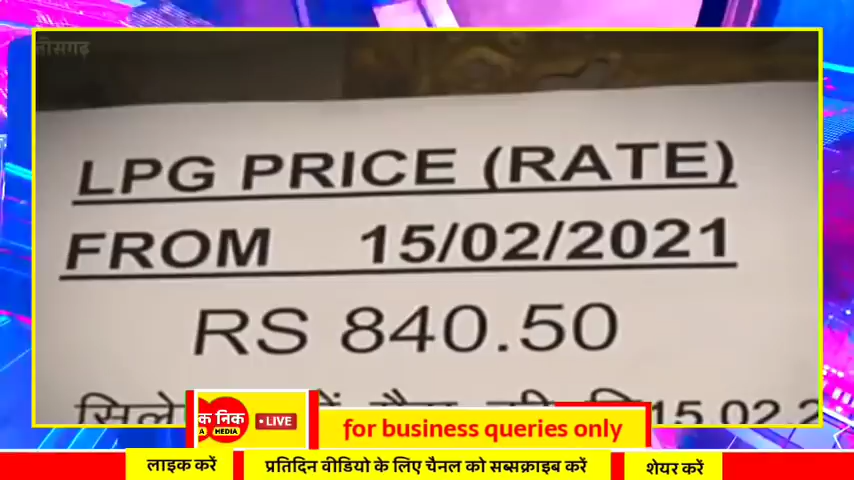 LPG PRICE (RATE)
FROM 15/02/2021
RS 840.50
निक
MEDIA
LIVE
for business queries only
लाइक करें
प्रतिदिन वीडियो के लिए चैनल को सब्सक्राइब करें
शेयर करें